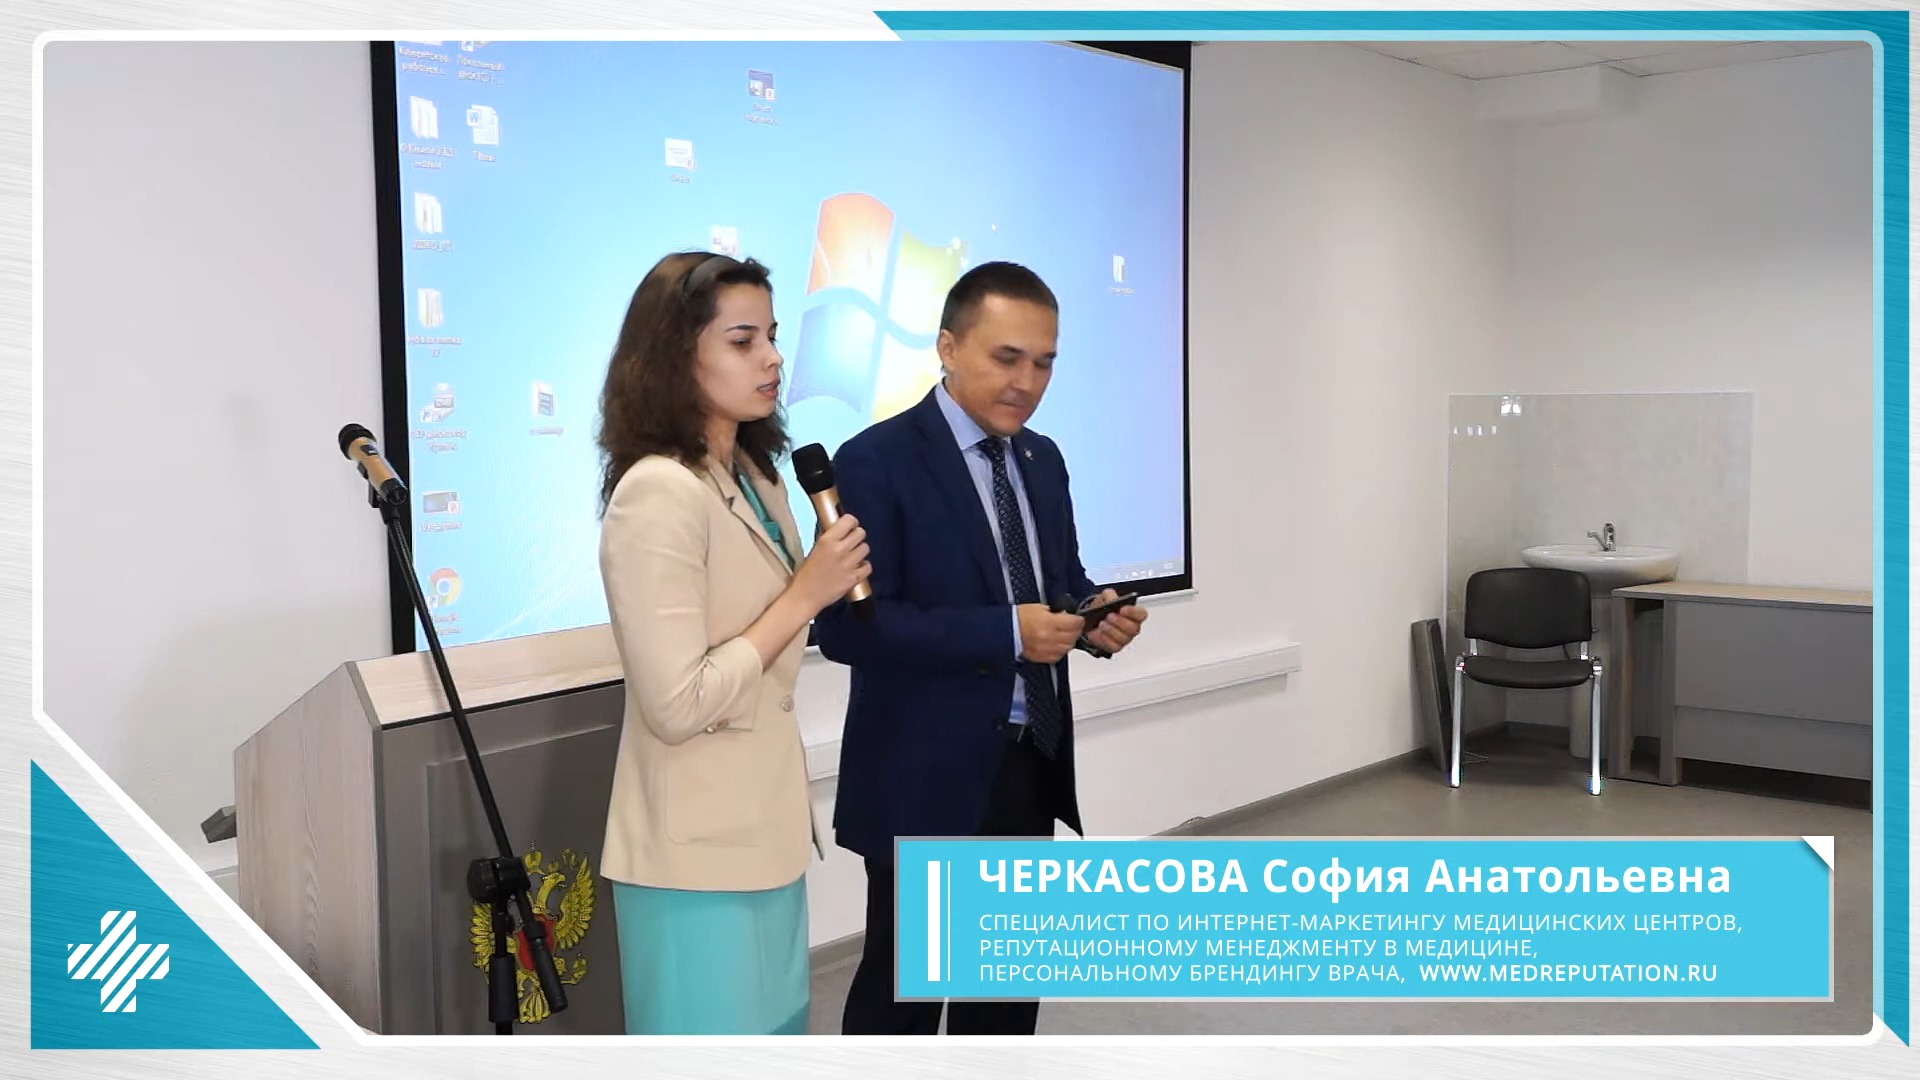 ЧЕРКАСОВА София Анатольевна
СПЕЦИАЛИСТ ПО ИНТЕРНЕТ-МАРКЕТИНГУ МЕДИЦИНСКИХ ЦЕНТРОВ,
РЕПУТАЦИОННОМУ МЕНЕДЖМЕНТУ В МЕДИЦИНЕ,
ПЕРСОНАЛЬНОМУ БРЕНДИНГУ ВРАЧА, WWW.MEDREPUTATION.RU